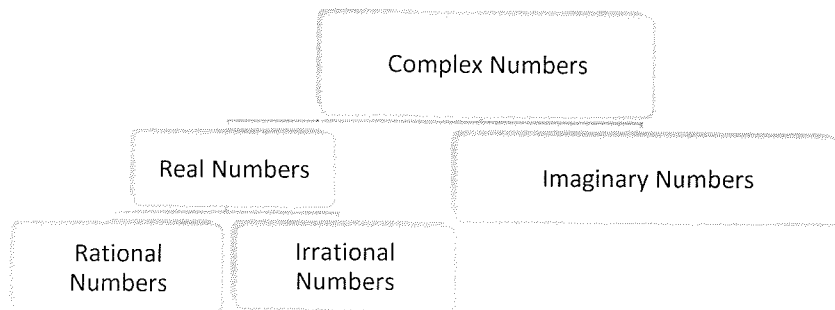 Complex Numbers
Real Numbers
Imaginary Numbers
Rational
Numbers
Irrational
Numbers